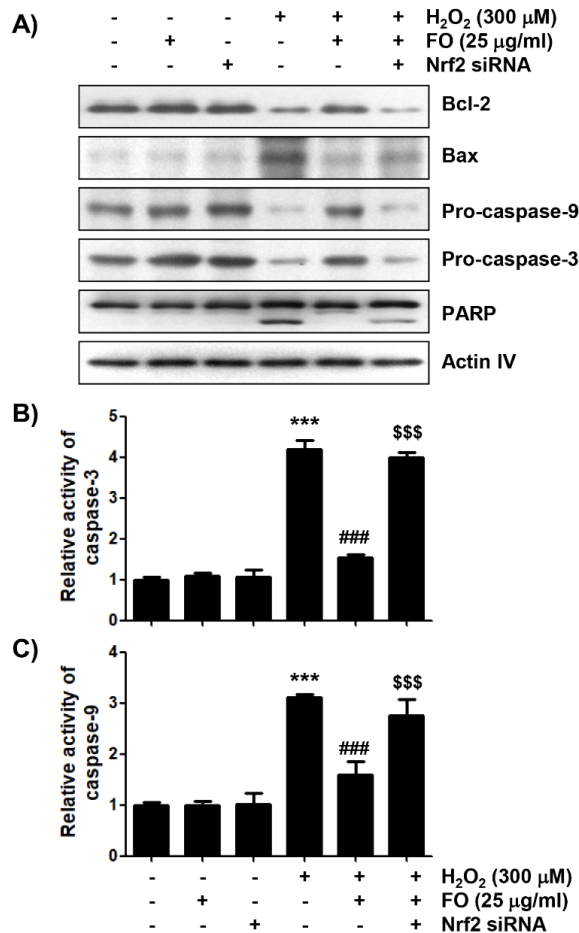 A)
- - - + + + H₂O₂ (300 μM)
- + - - + + FO (25 μg/ml)
- - + - - + Nrf2 siRNA
Bcl-2
Bax
Pro-caspase-9
Pro-caspase-3
PARP
Actin IV
B)
Relative activity of
caspase-3
5
4
3
2
1
0
***
###
$$$
C)
Relative activity of
caspase-9
4
3
2
1
0
***
###
$$$
- - - + + + H₂O₂ (300 μM)
- + - - + + FO (25 μg/ml)
- - + - - + Nrf2 siRNA